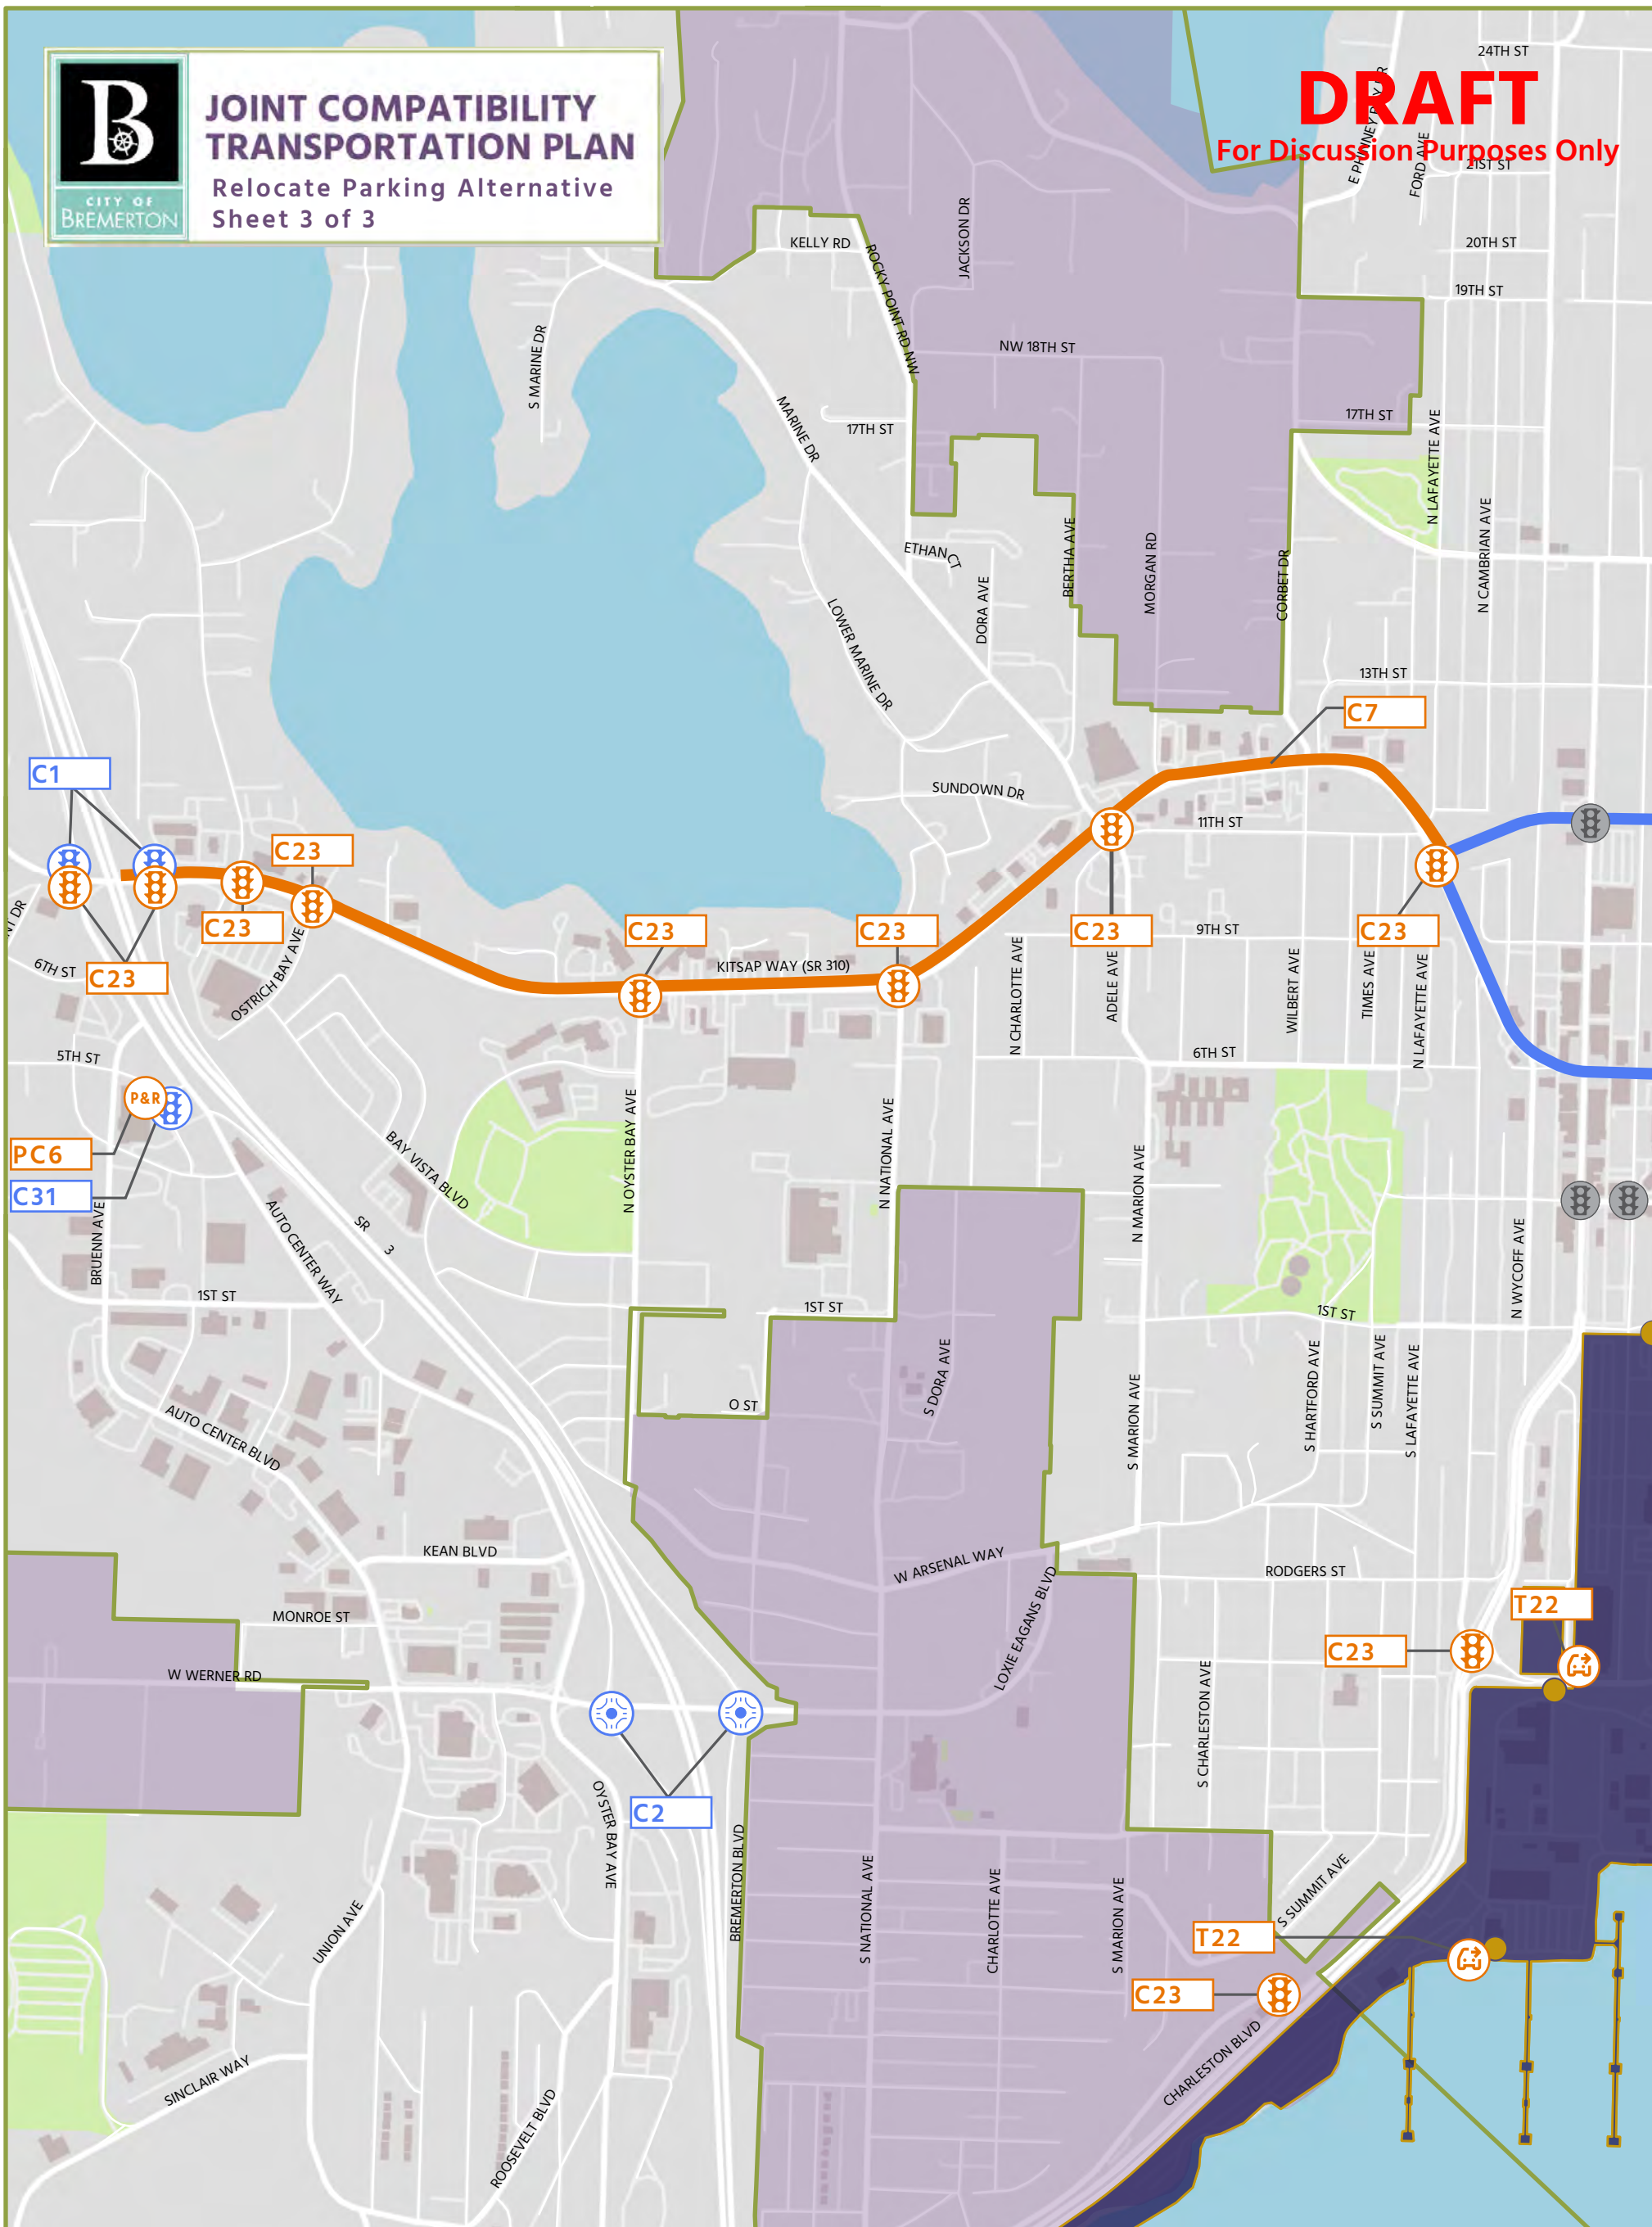 B
CITY OF
BREMERTON
JOINT COMPATIBILITY
TRANSPORTATION PLAN
Relocate Parking Alternative
Sheet 3 of 3
DRAFT
For Discussion Purposes Only
24TH ST
E PHINNEY BAY DR
FORD AVE
21ST ST
20TH ST
19TH ST
KELLY RD
ROCKY POINT RD NW
JACKSON DR
NW 18TH ST
S MARINE DR
MARINE DR
17TH ST
17TH ST
N LAFAYETTE AVE
N CAMBRIAN AVE
ETHAN CT
DORA AVE
BERTHA AVE
MORGAN RD
CORBET DR
LOWER MARINE DR
13TH ST
C7
C1
SUNDOWN DR
11TH ST
C23
C23
C23
C23
C23
C23
C23
9TH ST
NT DR
6TH ST
OSTRICH BAY AVE
KITSAP WAY (SR 310)
N CHARLOTTE AVE
ADELE AVE
WILBERT AVE
TIMES AVE
N LAFAYETTE AVE
5TH ST
6TH ST
P&R
PC6
C31
BAY VISTA BLVD
N OYSTER BAY AVE
N NATIONAL AVE
N MARION AVE
BRUENN AVE
AUTO CENTER WAY
SR 3
N WYCOFF AVE
1ST ST
1ST ST
1ST ST
S DORA AVE
S MARION AVE
S HARTFORD AVE
S SUMMIT AVE
S LAFAYETTE AVE
O ST
AUTO CENTER BLVD
KEAN BLVD
W ARSENAL WAY
RODGERS ST
LOXIE EAGANS BLVD
MONROE ST
T22
C23
W WERNER RD
S CHARLESTON AVE
C2
OYSTER BAY AVE
BREMERTON BLVD
S NATIONAL AVE
CHARLOTTE AVE
S MARION AVE
S SUMMIT AVE
UNION AVE
T22
C23
CHARLESTON BLVD
SINCLAIR WAY
ROOSEVELT BLVD